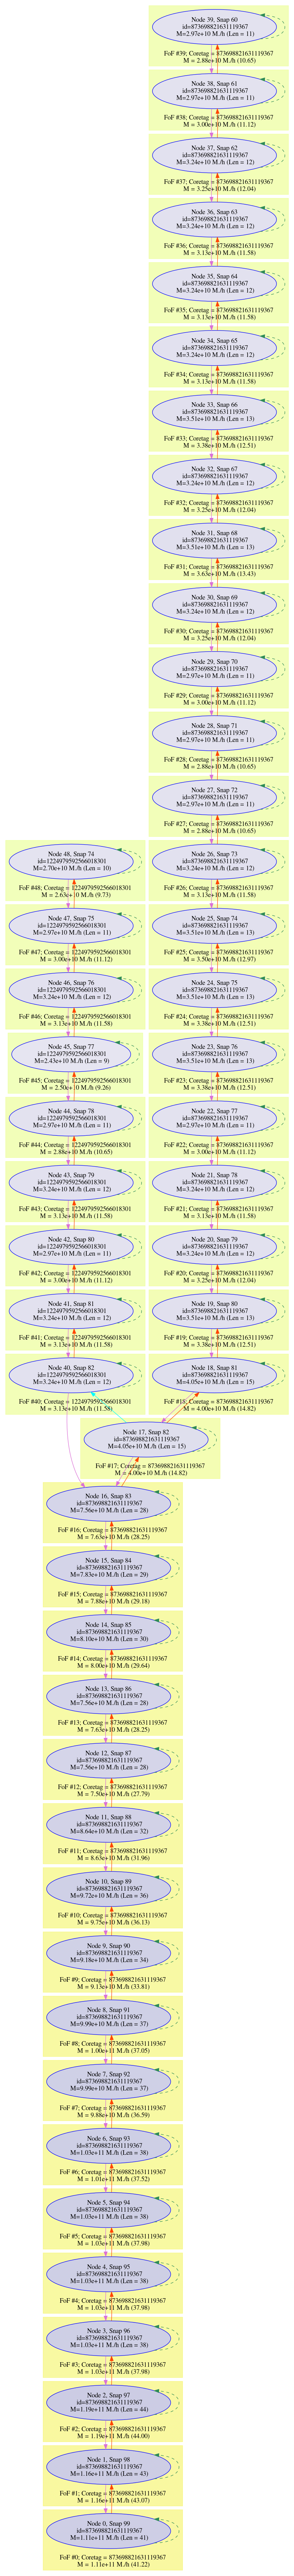 Node 39, Snap 60
id=873698821631119367
M=2.97e+10 M./h (Len = 11)
FoF #39; Coretag = 873698821631119367
M = 2.88e+10 M./h (10.65)
Node 38, Snap 61
id=873698821631119367
M=2.97e+10 M./h (Len = 11)
FoF #38; Coretag = 873698821631119367
M = 3.00e+10 M./h (11.12)
Node 37, Snap 62
id=873698821631119367
M=3.24e+10 M./h (Len = 12)
FoF #37; Coretag = 873698821631119367
M = 3.25e+10 M./h (12.04)
Node 36, Snap 63
id=873698821631119367
M=3.24e+10 M./h (Len = 12)
FoF #36; Coretag = 873698821631119367
M = 3.13e+10 M./h (11.58)
Node 35, Snap 64
id=873698821631119367
M=3.24e+10 M./h (Len = 12)
FoF #35; Coretag = 873698821631119367
M = 3.13e+10 M./h (11.58)
Node 34, Snap 65
id=873698821631119367
M=3.24e+10 M./h (Len = 12)
FoF #34; Coretag = 873698821631119367
M = 3.13e+10 M./h (11.58)
Node 33, Snap 66
id=873698821631119367
M=3.51e+10 M./h (Len = 13)
FoF #33; Coretag = 873698821631119367
M = 3.38e+10 M./h (12.51)
Node 32, Snap 67
id=873698821631119367
M=3.24e+10 M./h (Len = 12)
FoF #32; Coretag = 873698821631119367
M = 3.25e+10 M./h (12.04)
Node 31, Snap 68
id=873698821631119367
M=3.51e+10 M./h (Len = 13)
FoF #31; Coretag = 873698821631119367
M = 3.63e+10 M./h (13.43)
Node 30, Snap 69
id=873698821631119367
M=3.24e+10 M./h (Len = 12)
FoF #30; Coretag = 873698821631119367
M = 3.25e+10 M./h (12.04)
Node 29, Snap 70
id=873698821631119367
M=2.97e+10 M./h (Len = 11)
FoF #29; Coretag = 873698821631119367
M = 3.00e+10 M./h (11.12)
Node 28, Snap 71
id=873698821631119367
M=2.97e+10 M./h (Len = 11)
FoF #28; Coretag = 873698821631119367
M = 2.88e+10 M./h (10.65)
Node 27, Snap 72
id=873698821631119367
M=2.97e+10 M./h (Len = 11)
FoF #27; Coretag = 873698821631119367
M = 2.88e+10 M./h (10.65)
Node 48, Snap 74
id=1224979592566018301
M=2.70e+10 M./h (Len = 10)
FoF #48; Coretag = 1224979592566018301
M = 2.63e+10 M./h (9.73)
Node 26, Snap 73
id=873698821631119367
M=3.24e+10 M./h (Len = 12)
FoF #26; Coretag = 873698821631119367
M = 3.13e+10 M./h (11.58)
Node 47, Snap 75
id=1224979592566018301
M=2.97e+10 M./h (Len = 11)
FoF #47; Coretag = 1224979592566018301
M = 3.00e+10 M./h (11.12)
Node 25, Snap 74
id=873698821631119367
M=3.51e+10 M./h (Len = 13)
FoF #25; Coretag = 873698821631119367
M = 3.50e+10 M./h (12.97)
Node 46, Snap 76
id=1224979592566018301
M=3.24e+10 M./h (Len = 12)
FoF #46; Coretag = 1224979592566018301
M = 3.13e+10 M./h (11.58)
Node 24, Snap 75
id=873698821631119367
M=3.51e+10 M./h (Len = 13)
FoF #24; Coretag = 873698821631119367
M = 3.38e+10 M./h (12.51)
Node 45, Snap 77
id=1224979592566018301
M=2.43e+10 M./h (Len = 9)
FoF #45; Coretag = 1224979592566018301
M = 2.50e+10 M./h (9.26)
Node 23, Snap 76
id=873698821631119367
M=3.51e+10 M./h (Len = 13)
FoF #23; Coretag = 873698821631119367
M = 3.38e+10 M./h (12.51)
Node 44, Snap 78
id=1224979592566018301
M=2.97e+10 M./h (Len = 11)
FoF #44; Coretag = 1224979592566018301
M = 2.88e+10 M./h (10.65)
Node 22, Snap 77
id=873698821631119367
M=2.97e+10 M./h (Len = 11)
FoF #22; Coretag = 873698821631119367
M = 3.00e+10 M./h (11.12)
Node 43, Snap 79
id=1224979592566018301
M=3.24e+10 M./h (Len = 12)
FoF #43; Coretag = 1224979592566018301
M = 3.13e+10 M./h (11.58)
Node 21, Snap 78
id=873698821631119367
M=3.24e+10 M./h (Len = 12)
FoF #21; Coretag = 873698821631119367
M = 3.13e+10 M./h (11.58)
Node 42, Snap 80
id=1224979592566018301
M=2.97e+10 M./h (Len = 11)
FoF #42; Coretag = 1224979592566018301
M = 3.00e+10 M./h (11.12)
Node 20, Snap 79
id=873698821631119367
M=3.24e+10 M./h (Len = 12)
FoF #20; Coretag = 873698821631119367
M = 3.25e+10 M./h (12.04)
Node 41, Snap 81
id=1224979592566018301
M=3.24e+10 M./h (Len = 12)
FoF #41; Coretag = 1224979592566018301
M = 3.13e+10 M./h (11.58)
Node 19, Snap 80
id=873698821631119367
M=3.51e+10 M./h (Len = 13)
FoF #19; Coretag = 873698821631119367
M = 3.38e+10 M./h (12.51)
Node 40, Snap 82
id=1224979592566018301
M=3.24e+10 M./h (Len = 12)
FoF #40; Coretag = 1224979592566018301
M = 3.13e+10 M./h (11.58)
Node 18, Snap 81
id=873698821631119367
M=4.05e+10 M./h (Len = 15)
FoF #18; Coretag = 873698821631119367
M = 4.00e+10 M./h (14.82)
Node 17, Snap 82
id=873698821631119367
M=4.05e+10 M./h (Len = 15)
FoF #17; Coretag = 873698821631119367
M = 4.00e+10 M./h (14.82)
Node 16, Snap 83
id=873698821631119367
M=7.56e+10 M./h (Len = 28)
FoF #16; Coretag = 873698821631119367
M = 7.63e+10 M./h (28.25)
Node 15, Snap 84
id=873698821631119367
M=7.83e+10 M./h (Len = 29)
FoF #15; Coretag = 873698821631119367
M = 7.88e+10 M./h (29.18)
Node 14, Snap 85
id=873698821631119367
M=8.10e+10 M./h (Len = 30)
FoF #14; Coretag = 873698821631119367
M = 8.00e+10 M./h (29.64)
Node 13, Snap 86
id=873698821631119367
M=7.56e+10 M./h (Len = 28)
FoF #13; Coretag = 873698821631119367
M = 7.63e+10 M./h (28.25)
Node 12, Snap 87
id=873698821631119367
M=7.56e+10 M./h (Len = 28)
FoF #12; Coretag = 873698821631119367
M = 7.50e+10 M./h (27.79)
Node 11, Snap 88
id=873698821631119367
M=8.64e+10 M./h (Len = 32)
FoF #11; Coretag = 873698821631119367
M = 8.63e+10 M./h (31.96)
Node 10, Snap 89
id=873698821631119367
M=9.72e+10 M./h (Len = 36)
FoF #10; Coretag = 873698821631119367
M = 9.75e+10 M./h (36.13)
Node 9, Snap 90
id=873698821631119367
M=9.18e+10 M./h (Len = 34)
FoF #9; Coretag = 873698821631119367
M = 9.13e+10 M./h (33.81)
Node 8, Snap 91
id=873698821631119367
M=9.99e+10 M./h (Len = 37)
FoF #8; Coretag = 873698821631119367
M = 1.00e+11 M./h (37.05)
Node 7, Snap 92
id=873698821631119367
M=9.99e+10 M./h (Len = 37)
FoF #7; Coretag = 873698821631119367
M = 9.88e+10 M./h (36.59)
Node 6, Snap 93
id=873698821631119367
M=1.03e+11 M./h (Len = 38)
FoF #6; Coretag = 873698821631119367
M = 1.01e+11 M./h (37.52)
Node 5, Snap 94
id=873698821631119367
M=1.03e+11 M./h (Len = 38)
FoF #5; Coretag = 873698821631119367
M = 1.03e+11 M./h (37.98)
Node 4, Snap 95
id=873698821631119367
M=1.03e+11 M./h (Len = 38)
FoF #4; Coretag = 873698821631119367
M = 1.03e+11 M./h (37.98)
Node 3, Snap 96
id=873698821631119367
M=1.03e+11 M./h (Len = 38)
FoF #3; Coretag = 873698821631119367
M = 1.03e+11 M./h (37.98)
Node 2, Snap 97
id=873698821631119367
M=1.19e+11 M./h (Len = 44)
FoF #2; Coretag = 873698821631119367
M = 1.19e+11 M./h (44.00)
Node 1, Snap 98
id=873698821631119367
M=1.16e+11 M./h (Len = 43)
FoF #1; Coretag = 873698821631119367
M = 1.16e+11 M./h (43.07)
Node 0, Snap 99
id=873698821631119367
M=1.11e+11 M./h (Len = 41)
FoF #0; Coretag = 873698821631119367
M = 1.11e+11 M./h (41.22)